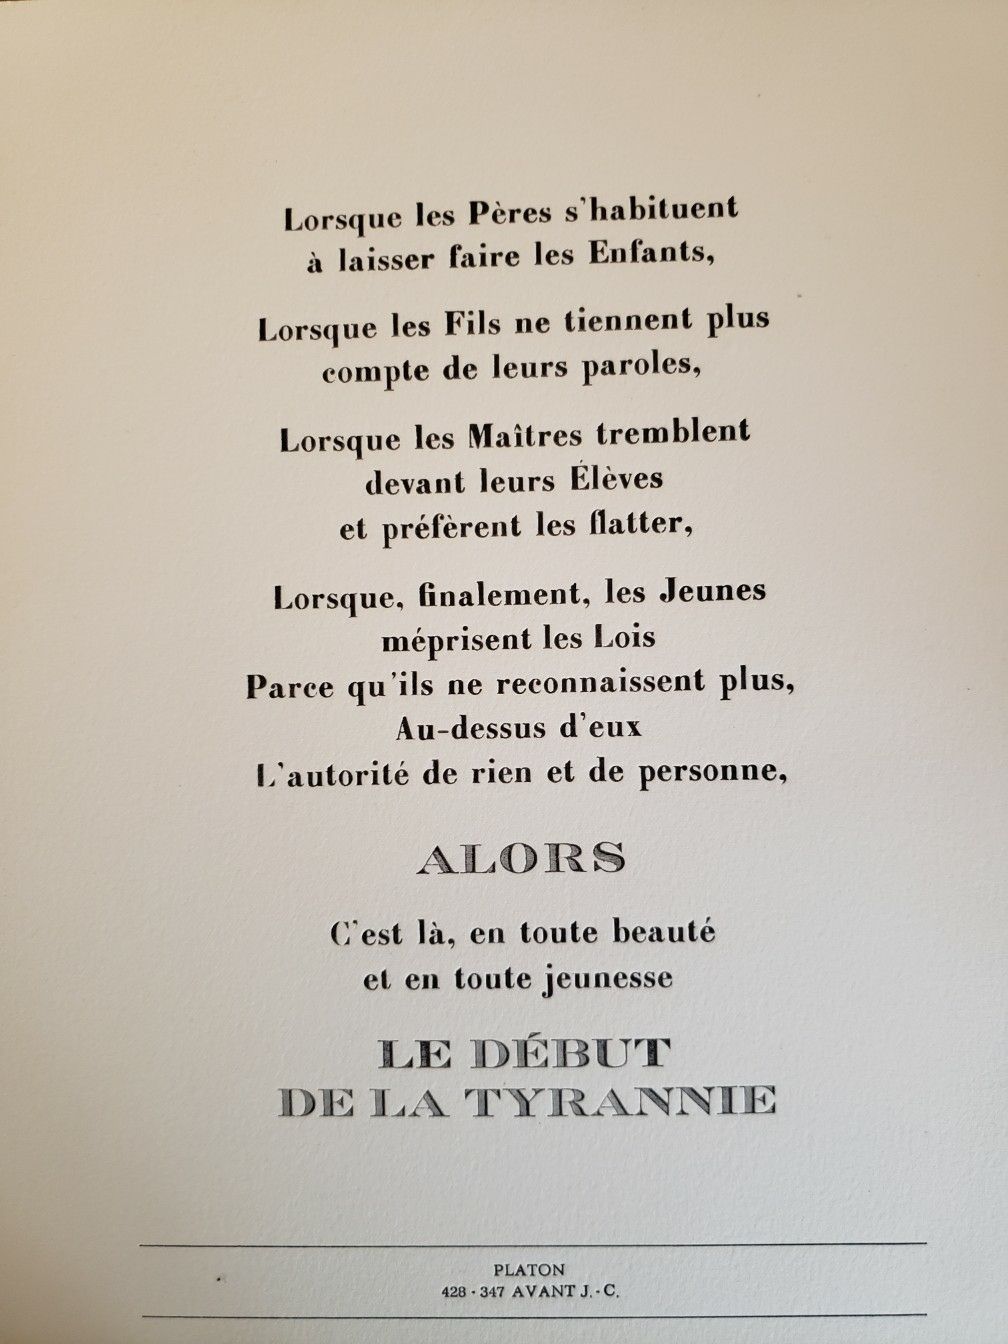 Lorsque les Pères s'habituent
à laisser faire les Enfants,
Lorsque les Fils ne tiennent plus
compte de leurs paroles,
Lorsque les Maîtres tremblent
devant leurs Élèves
et préfèrent les flatter,
Lorsque, finalement, les Jeunes
méprisent les Lois
Parce qu'ils ne reconnaissent plus,
Au-dessus d'eux
L'autorité de rien et de personne,
ALORS
C'est là, en toute beauté
et en toute jeunesse
LE DÉBUT
DE LA TYRANNIE
PLATON
428 - 347 AVANT J. - C.